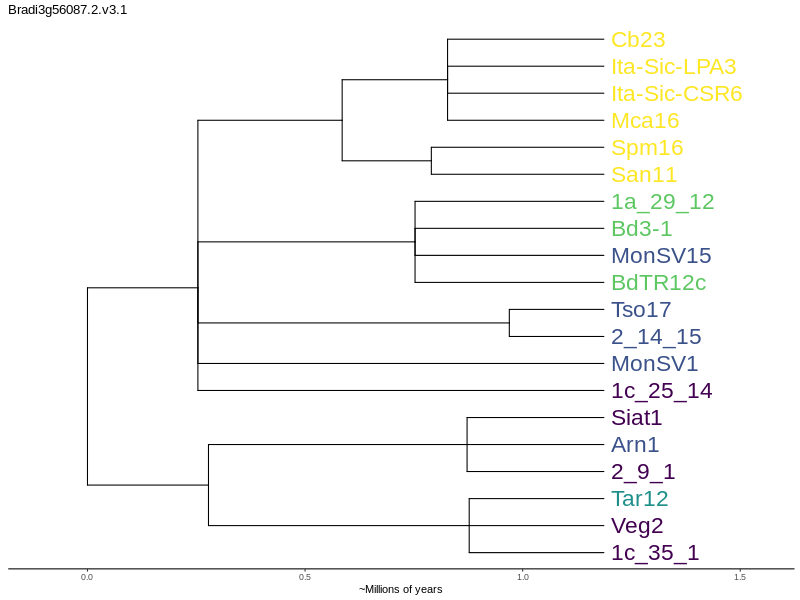 Bradi3g56087.2.v3.1
Cb23
Ita-Sic-LPA3
Ita-Sic-CSR6
Mca16
Spm16
San11
1a_29_12
Bd3-1
MonSV15
BdTR12c
Tso17
2_14_15
MonSV1
1c_25_14
Siat1
Arn1
2_9_1
Tar12
Veg2
1c_35_1
0.0 0.5 1.0 1.5
~Millions of years